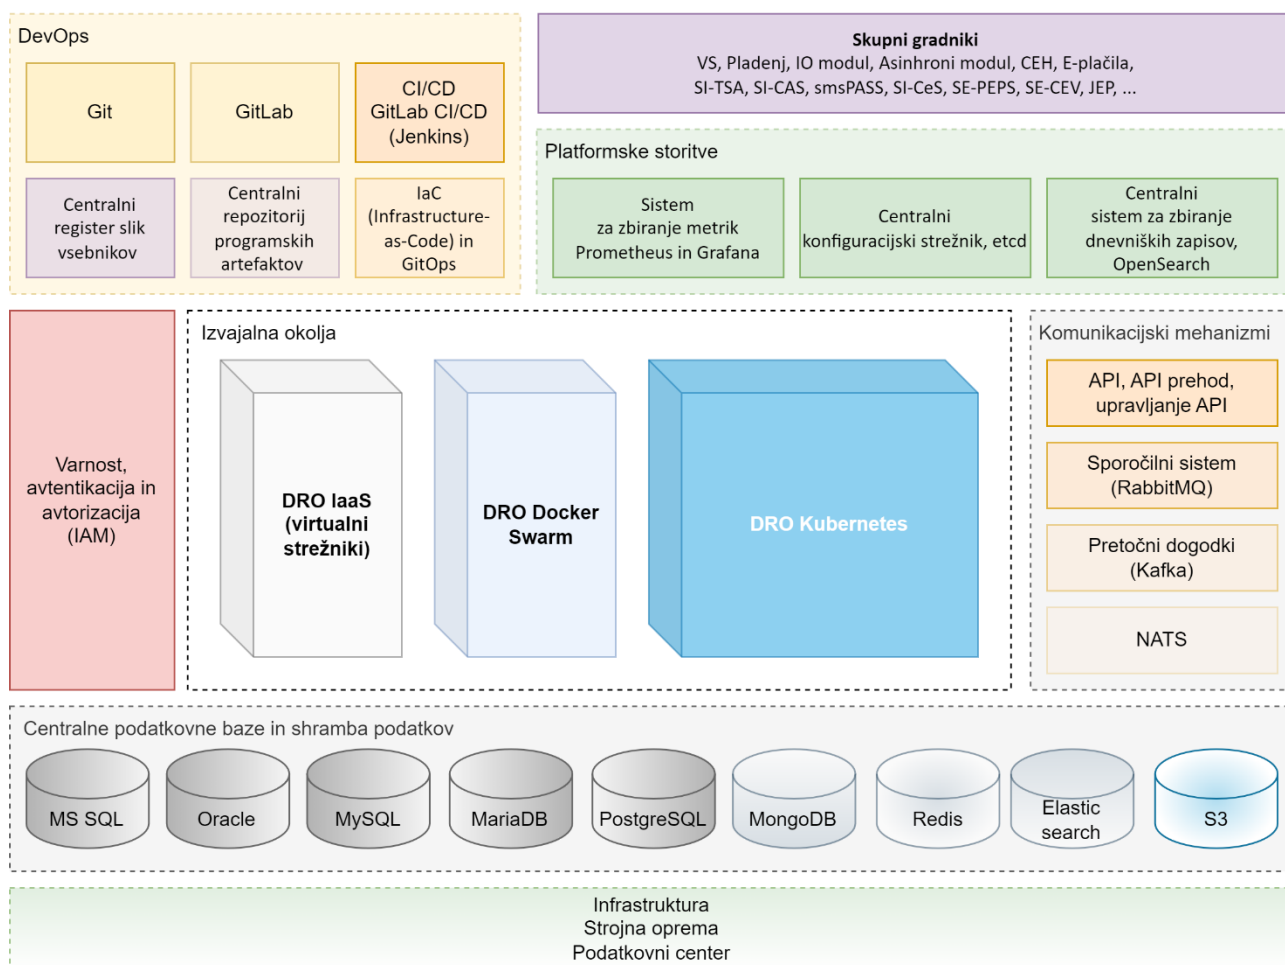 DevOps
Git
GitLab
CI/CD
GitLab CI/CD
(Jenkins)
Centralni
register slik
vsebnikov
Centralni
repozitorij
programskih
artefaktov
IaC
(Infrastructure-
as-Code) in
GitOps
Skupni gradniki
VS, Pladenj, IO modul, Asinhroni modul, CEH, E-plačila,
SI-TSA, SI-CAS, smsPASS, SI-CeS, SE-PEPS, SE-CEV, JEP, ...
Platformske storitve
Sistem
za zbiranje metrik
Prometheus in Grafana
Centralni
konfiguracijski strežnik, etcd
Centralni
sistem za zbiranje
dnevniških zapisov,
OpenSearch
Varnost,
avtentikacija in
avtorizacija
(IAM)
Izvajalna okolja
DRO IaaS
(virtualni
strežniki)
DRO Docker
Swarm
DRO Kubernetes
Komunikacijski mehanizmi
API, API prehod,
upravljanje API
Sporočilni sistem
(RabbitMQ)
Pretočni dogodki
(Kafka)
NATS
Centralne podatkovne baze in shramba podatkov
MS SQL
Oracle
MySQL
MariaDB
PostgreSQL
MongoDB
Redis
Elastic
search
S3
Infrastruktura
Strojna oprema
Podatkovni center